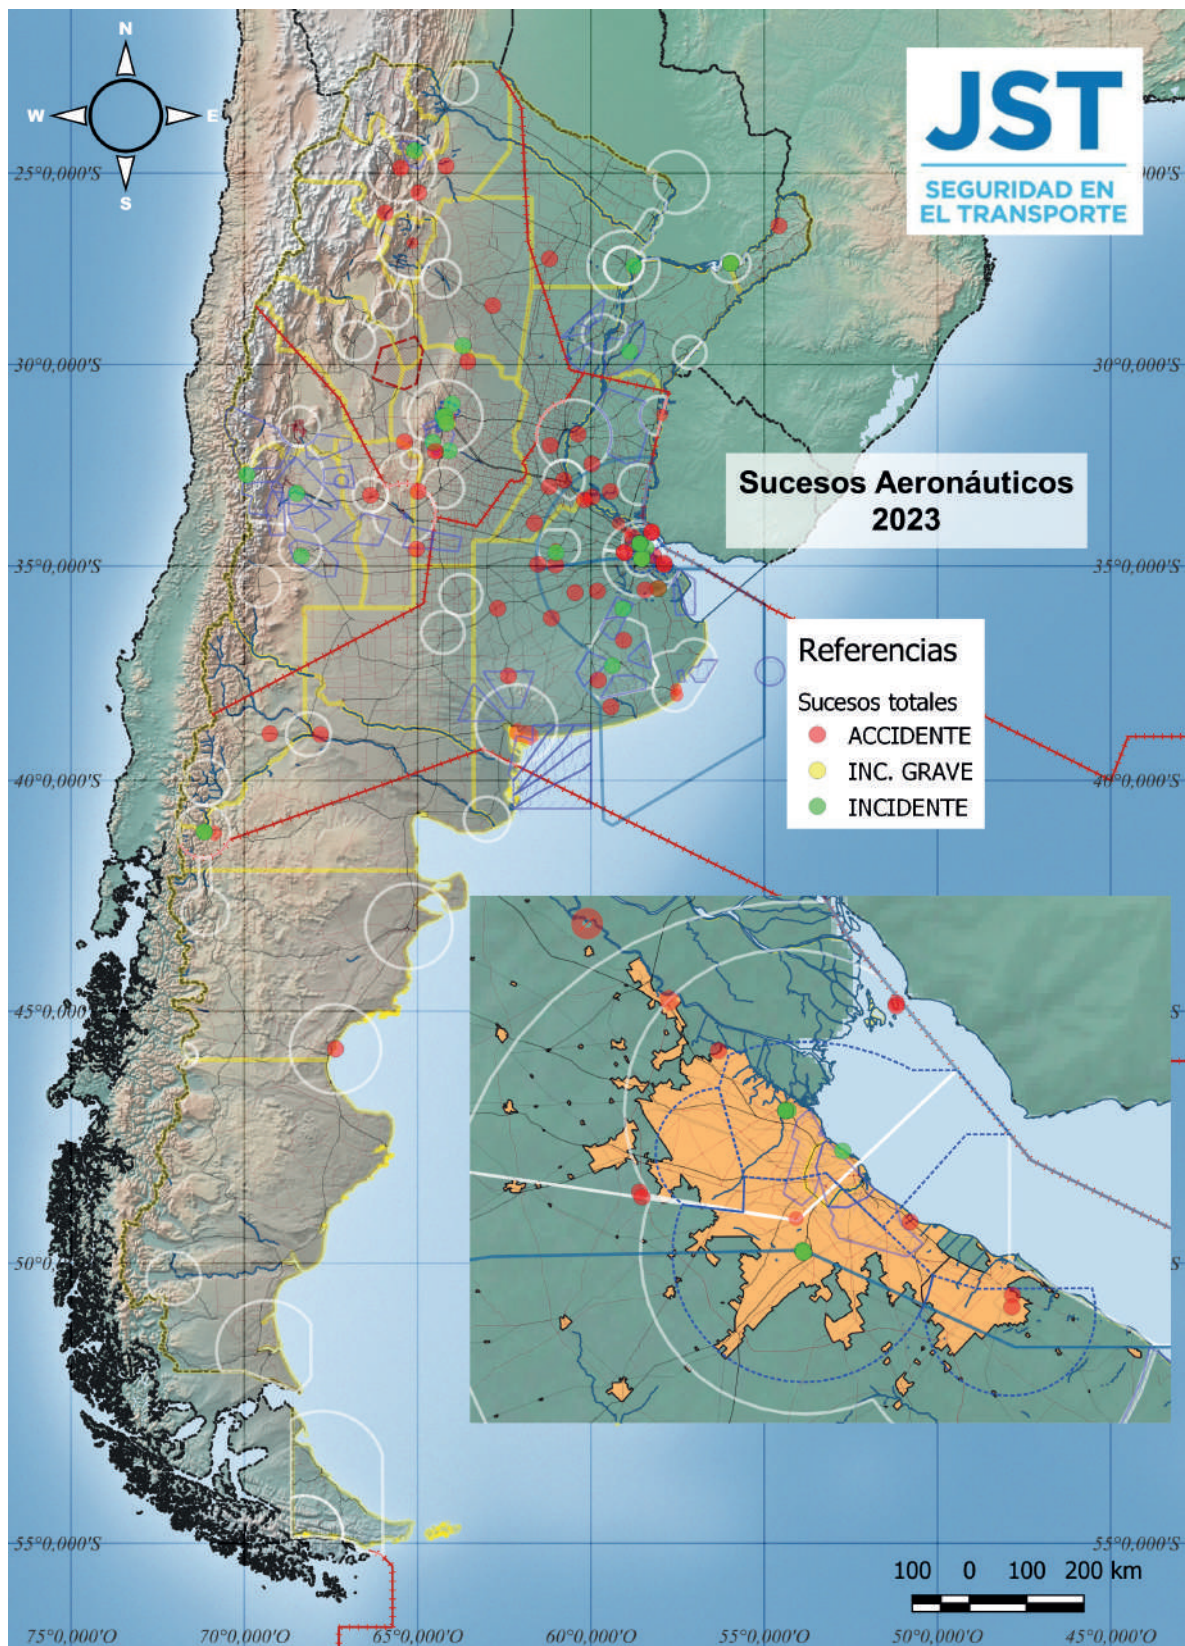 N
W
E
S
JST
SEGURIDAD EN
EL TRANSPORTE
25°0,000'S
Sucesos Aeronáuticos
2023
30°0,000'S
30°0,000'S
35°0,000'S
35°0,000'S
Referencias
Sucesos totales
ACCIDENTE
INC. GRAVE
INCIDENTE
40°0,000'S
40°0,000'S
45°0,000'S
50°0,000'S
55°0,000'S
55°0,000'S
100 0 100 200 km
75°0,000'O 70°0,000'O 65°0,000'O 60°0,000'O 55°0,000'O 50°0,000'O 45°0,000'O